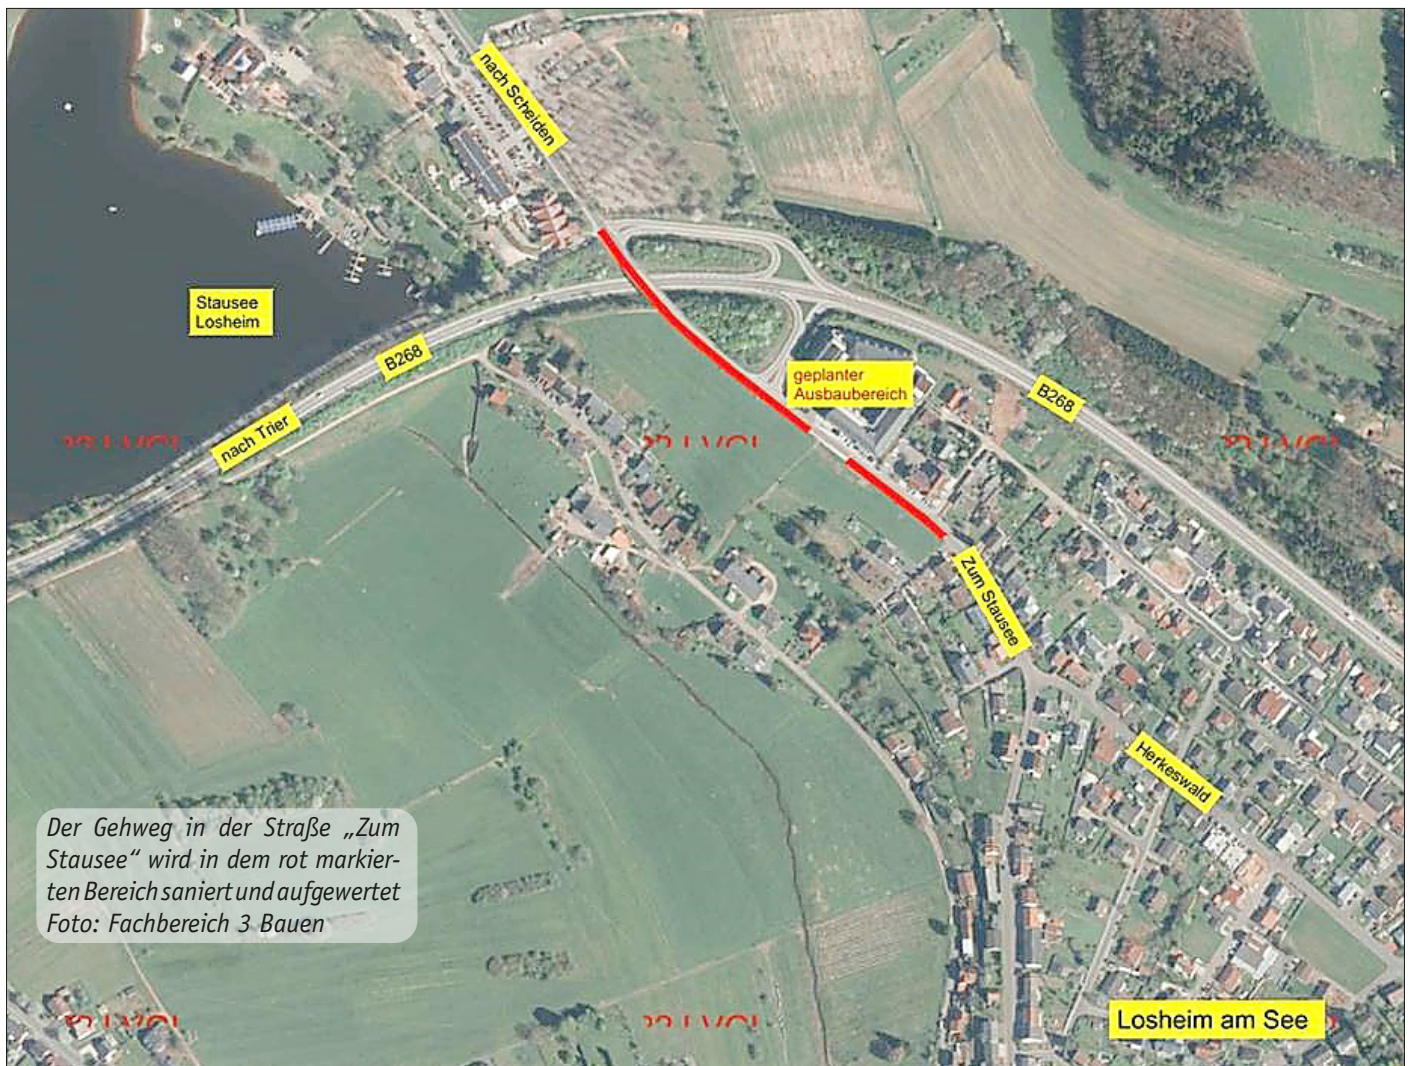 nach Scheiden
Stausee
Losheim
B268
nach Trier
geplanter
Ausbaubereich
B268
Zum Stausee
Herkeswald
Der Gehweg in der Straße „Zum
Stausee“ wird in dem rot markier-
ten Bereich saniert und aufgewertet
Foto: Fachbereich 3 Bauen
Losheim am See